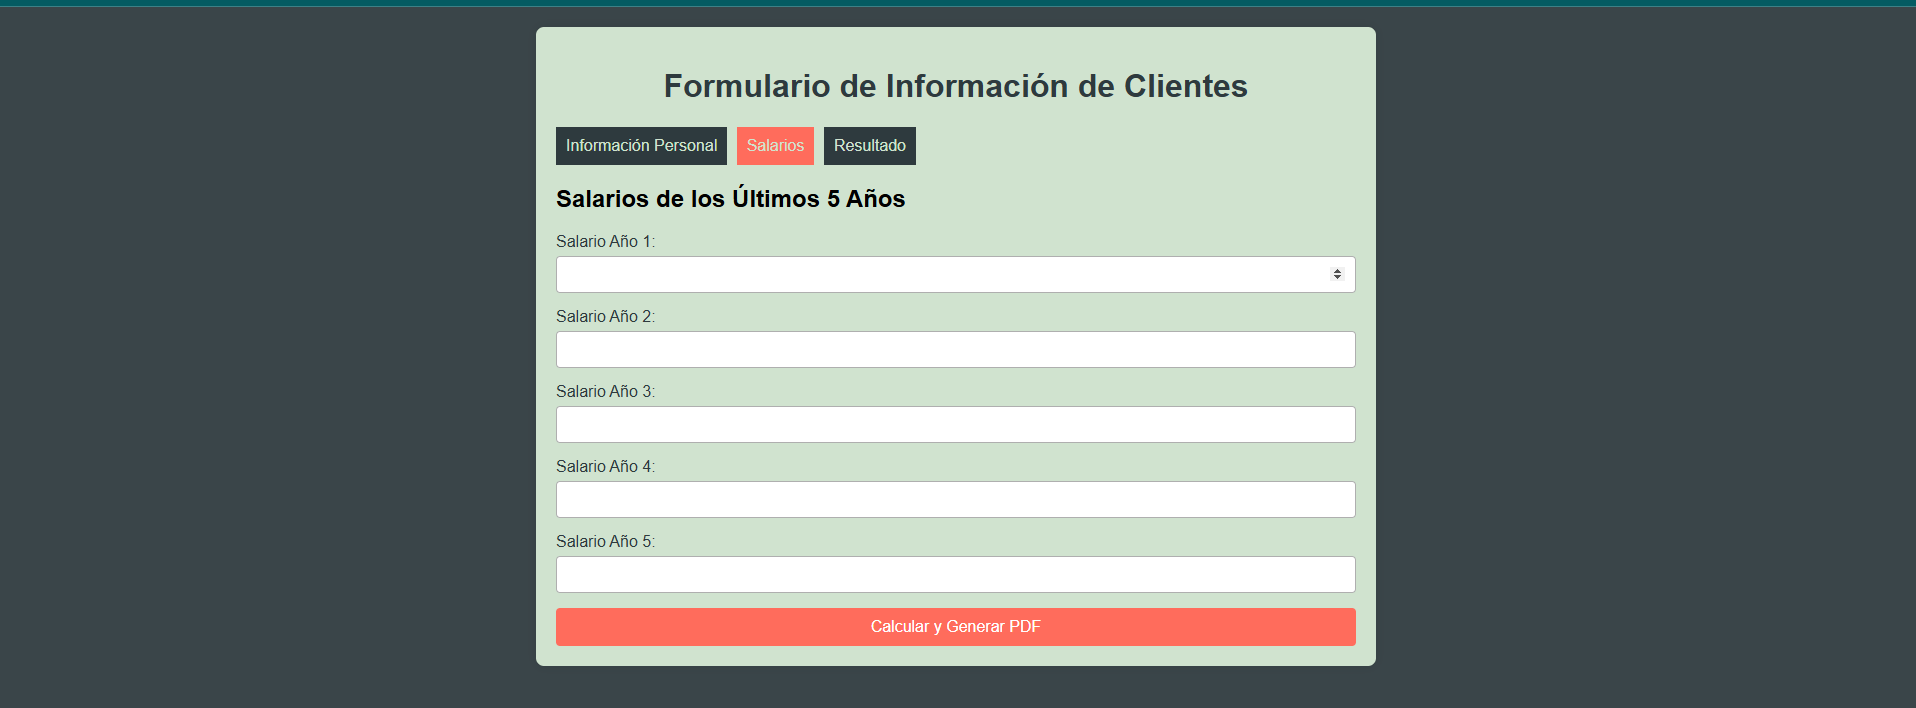 Formulario de Información de Clientes
Información Personal Salarios Resultado
Salarios de los Últimos 5 Años
Salario Año 1:
Salario Año 2:
Salario Año 3:
Salario Año 4:
Salario Año 5:
Calcular y Generar PDF